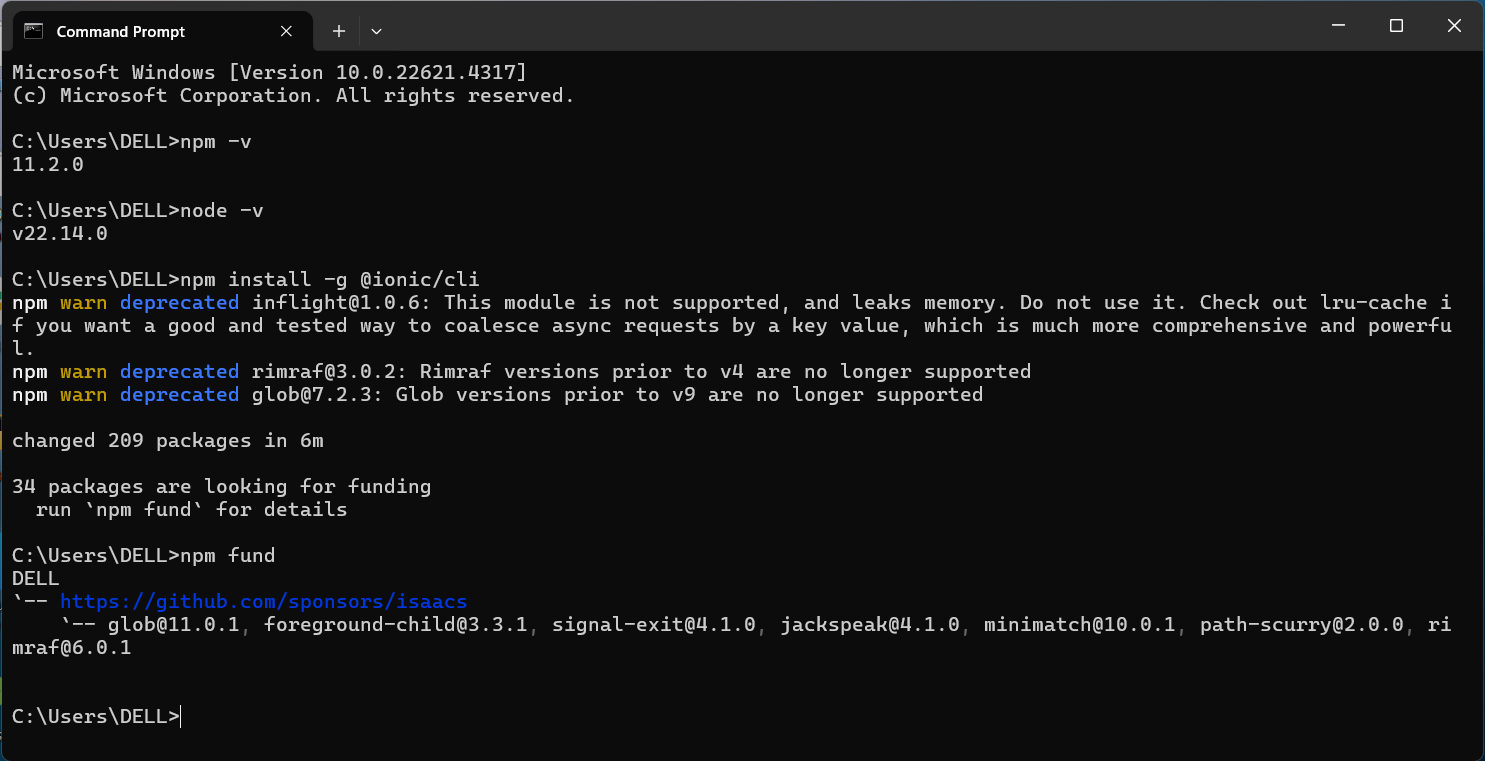 Command Prompt
Microsoft Windows [Version 10.0.22621.4317]
(c) Microsoft Corporation. All rights reserved.
C:\Users\DELL>npm -v
11.2.0
C:\Users\DELL>node -v
v22.14.0
C:\Users\DELL>npm install -g @ionic/cli
npm warn deprecated inflight@1.0.6: This module is not supported, and leaks memory. Do not use it. Check out lru-cache i
f you want a good and tested way to coalesce async requests by a key value, which is much more comprehensive and powerfu
l.
npm warn deprecated rimraf@3.0.2: Rimraf versions prior to v4 are no longer supported
npm warn deprecated glob@7.2.3: Glob versions prior to v9 are no longer supported
changed 209 packages in 6m
34 packages are looking for funding
  run `npm fund` for details
C:\Users\DELL>npm fund
DELL
`-- https://github.com/sponsors/isaacs
    `-- glob@11.0.1, foreground-child@3.3.1, signal-exit@4.1.0, jackspeak@4.1.0, minimatch@10.0.1, path-scurry@2.0.0, ri
mraf@6.0.1
C:\Users\DELL>